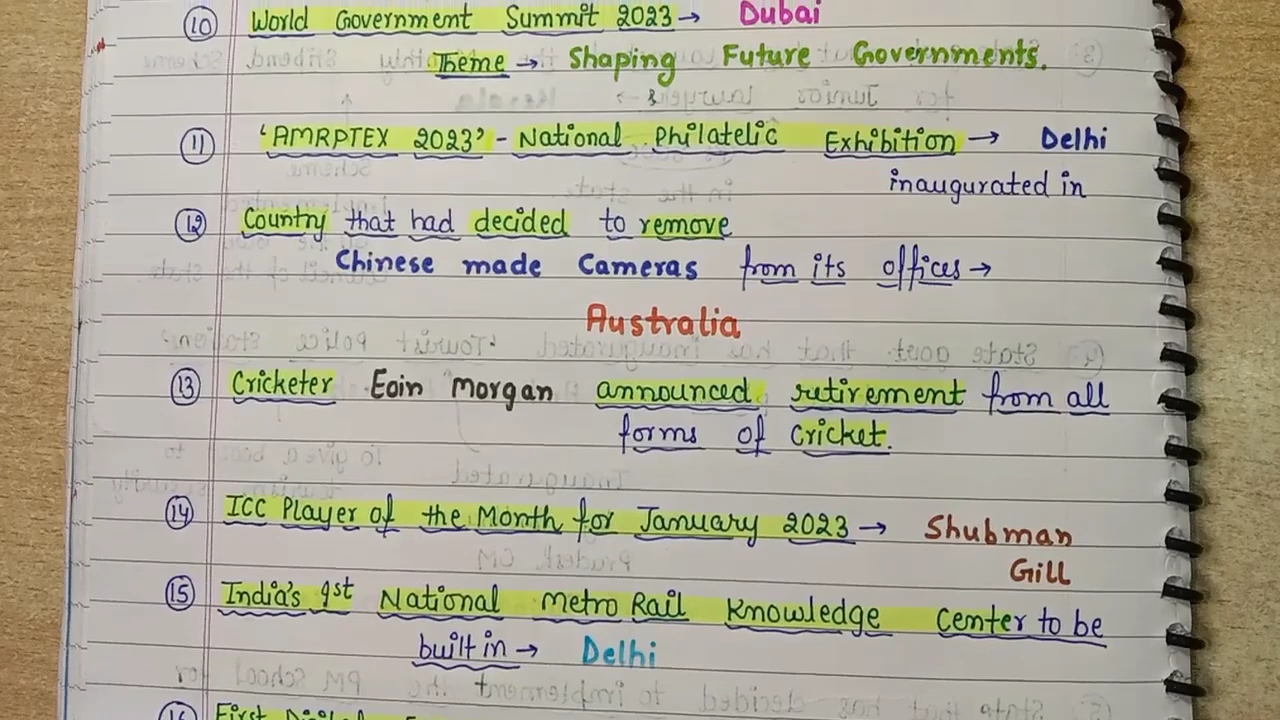 10 World Government Summit 2023 → Dubai
Theme → Shaping Future Governments.
11 'AMRPTEX 2023' - National Philatelic Exhibition → Delhi
inaugurated in
12 Country that had decided to remove
Chinese made Cameras from its offices →
Australia
13 Cricketer Eoin Morgan announced retirement from all
forms of cricket.
14 ICC Player of the Month for January 2023 → Shubman
Gill
15 India's 1st National Metro Rail Knowledge Center to be
built in → Delhi
16 First